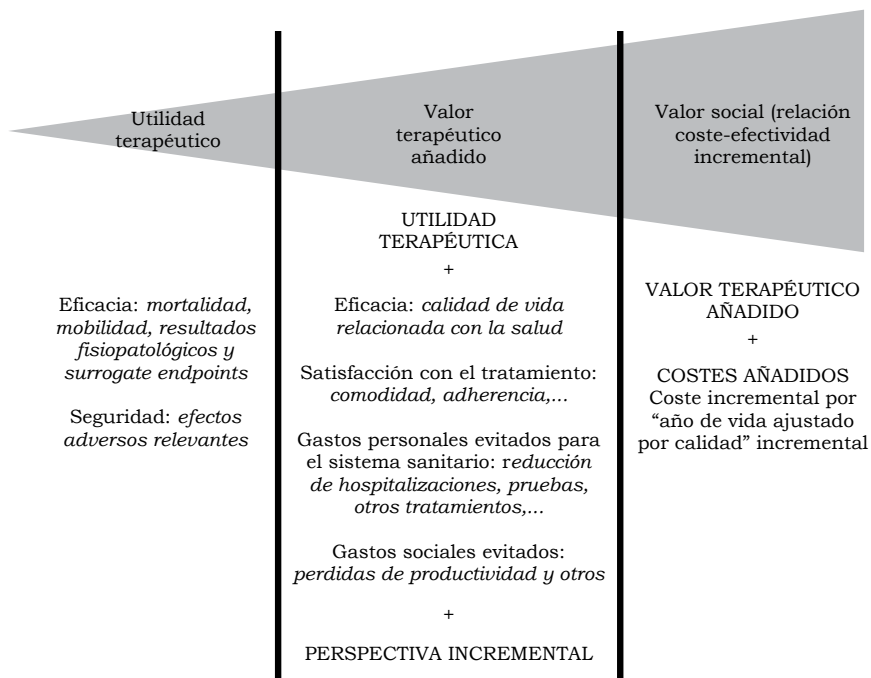 Utilidad
terapéutico
Eficacia: mortalidad,
mobilidad, resultados
fisiopatológicos y
surrogate endpoints
Seguridad: efectos
adversos relevantes
Valor
terapéutico
añadido
UTILIDAD
TERAPÉUTICA
+
Eficacia: calidad de vida
relacionada con la salud
Satisfacción con el tratamiento:
comodidad, adherencia,...
Gastos personales evitados para
el sistema sanitario: reducción
de hospitalizaciones, pruebas,
otros tratamientos,...
Gastos sociales evitados:
perdidas de productividad y otros
+
PERSPECTIVA INCREMENTAL
Valor social (relación
coste-efectividad
incremental)
VALOR TERAPÉUTICO
AÑADIDO
+
COSTES AÑADIDOS
Coste incremental por
“año de vida ajustado
por calidad” incremental